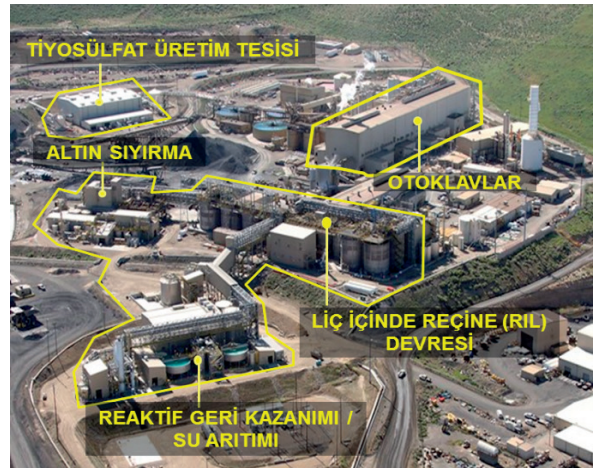 TİYOSÜLFAT ÜRETİM TESİSİ
ALTIN SIYIRMA
OTOKLAVLAR
LİÇ İÇİNDE REÇİNE (RIL)
DEVRESİ
REAKTİF GERİ KAZANIMI /
SU ARITIMI